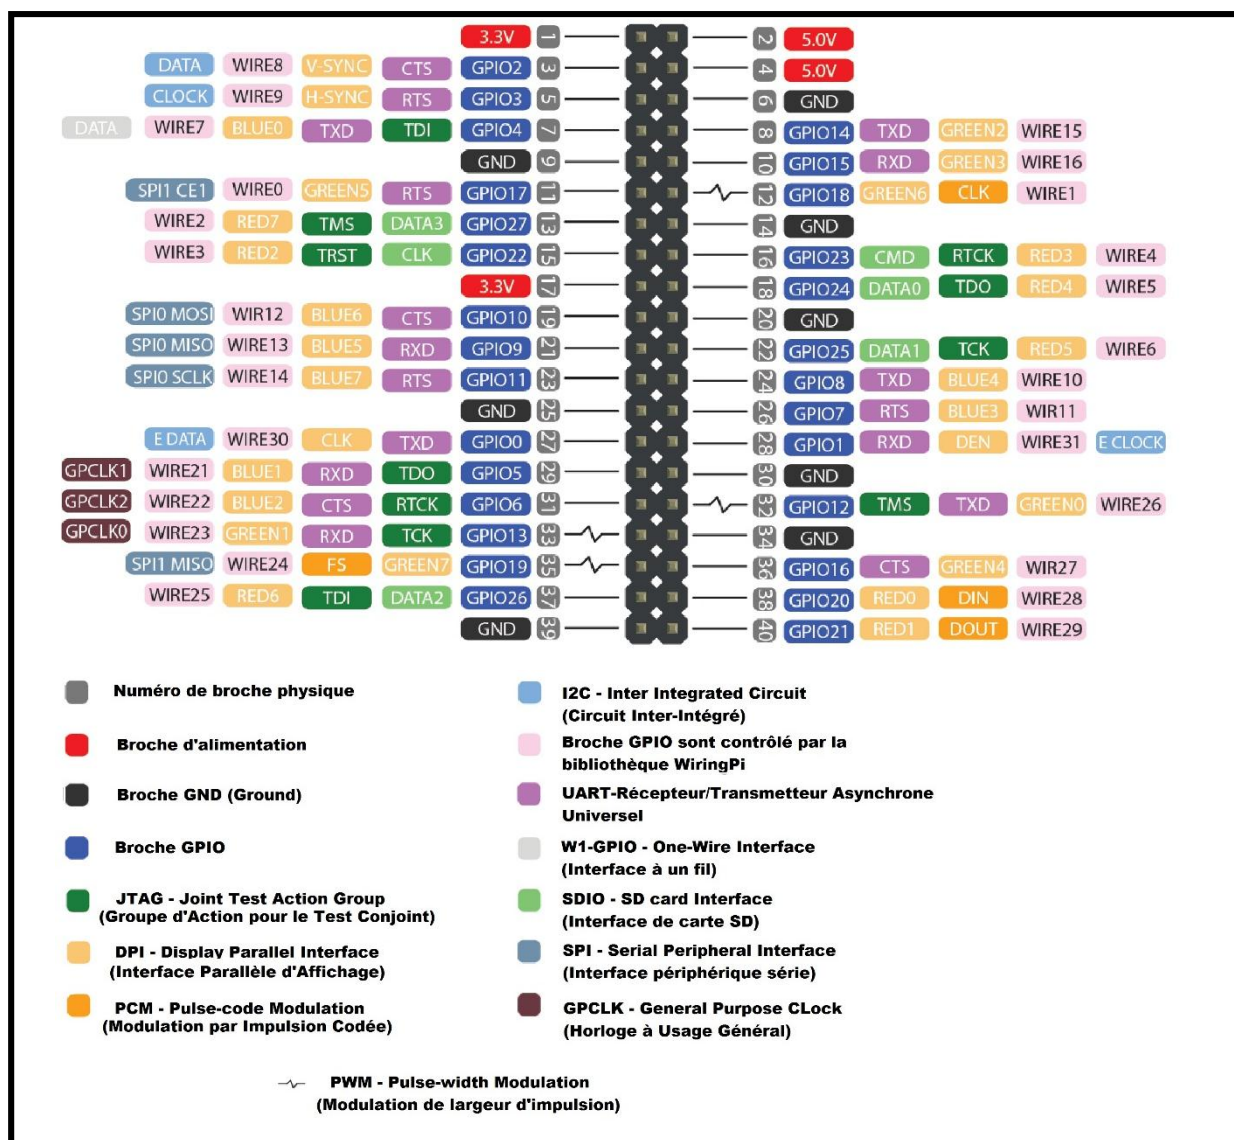 3.3V 1 2 5.0V
DATA WIRE8 V-SYNC CTS GPIO2 3 4 5.0V
CLOCK WIRE9 H-SYNC RTS GPIO3 5 6 GND
DATA WIRE7 BLUE0 TXD TDI GPIO4 7 8 GPIO14 TXD GREEN2 WIRE15
GND 9 10 GPIO15 RXD GREEN3 WIRE16
SPI1 CE1 WIRE0 GREEN5 RTS GPIO17 11 12 GPIO18 GREEN6 CLK WIRE1
WIRE2 RED7 TMS DATA3 GPIO27 13 14 GND
WIRE3 RED2 TRST CLK GPIO22 15 16 GPIO23 CMD RTCK RED3 WIRE4
3.3V 17 18 GPIO24 DATA0 TDO RED4 WIRE5
SPI0 MOSI WIR12 BLUE6 CTS GPIO10 19 20 GND
SPI0 MISO WIRE13 BLUE5 RXD GPIO9 21 22 GPIO25 DATA1 TCK RED5 WIRE6
SPI0 SCLK WIRE14 BLUE7 RTS GPIO11 23 24 GPIO8 TXD BLUE4 WIRE10
GND 25 26 GPIO7 RTS BLUE3 WIR11
E DATA WIRE30 CLK TXD GPIO0 27 28 GPIO1 RXD DEN WIRE31 E CLOCK
GPCLK1 WIRE21 BLUE1 RXD TDO GPIO5 29 30 GND
GPCLK2 WIRE22 BLUE2 CTS RTCK GPIO6 31 32 GPIO12 TMS TXD GREEN0 WIRE26
GPCLK0 WIRE23 GREEN1 RXD TCK GPIO13 33 34 GND
SPI1 MISO WIRE24 FS GREEN7 GPIO19 35 36 GPIO16 CTS GREEN4 WIR27
WIRE25 RED6 TDI DATA2 GPIO26 37 38 GPIO20 RED0 DIN WIRE28
GND 39 40 GPIO21 RED1 DOUT WIRE29
Numéro de broche physique
Broche d'alimentation
Broche GND (Ground)
Broche GPIO
JTAG - Joint Test Action Group
(Groupe d'Action pour le Test Conjoint)
DPI - Display Parallel Interface
(Interface Parallèle d'Affichage)
PCM - Pulse-code Modulation
(Modulation par Impulsion Codée)
I2C - Inter Integrated Circuit
(Circuit Inter-Intégré)
Broche GPIO sont contrôlé par la
bibliothèque WiringPi
UART-Récepteur/Transmetteur Asynchrone
Universel
W1-GPIO - One-Wire Interface
(Interface à un fil)
SDIO - SD card Interface
(Interface de carte SD)
SPI - Serial Peripheral Interface
(Interface périphérique série)
GPCLK - General Purpose CLock
(Horloge à Usage Général)
PWM - Pulse-width Modulation
(Modulation de largeur d'impulsion)